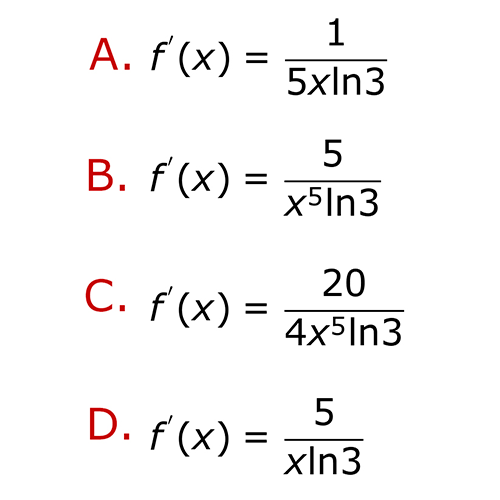 A. f′(x) = 1/(5xln3)
B. f′(x) = 5/(x⁵ln3)
C. f′(x) = 20/(4x⁵ln3)
D. f′(x) = 5/(xln3)